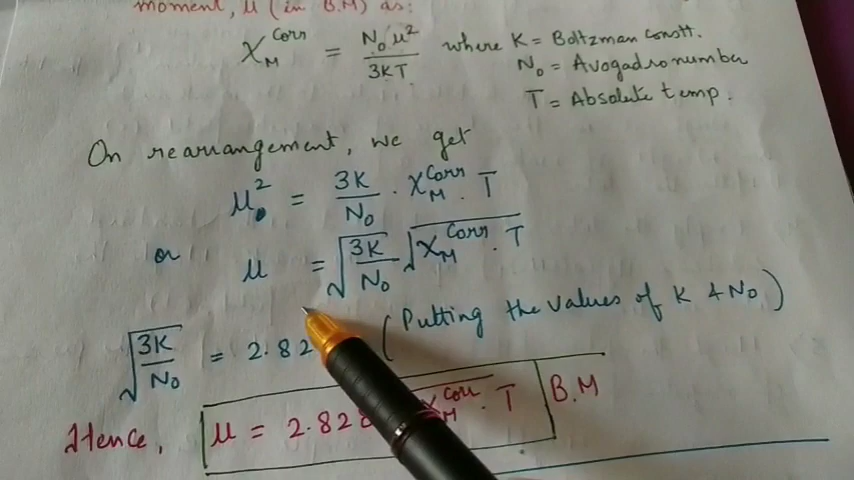 moment, μ (in B.M) as:
χ_M^Corr = N₀μ²/3KT where K = Boltzman Constt.
N₀ = Avogadro number
T = Absolute temp.
On rearrangement, we get
μ² = 3K/N₀ · χ_M^Corr · T
or μ = √(3K/N₀) √(χ_M^Corr · T)
√(3K/N₀) = 2.82 (Putting the values of K & N₀)
Hence, μ = 2.828 χ_M^Corr · T B.M